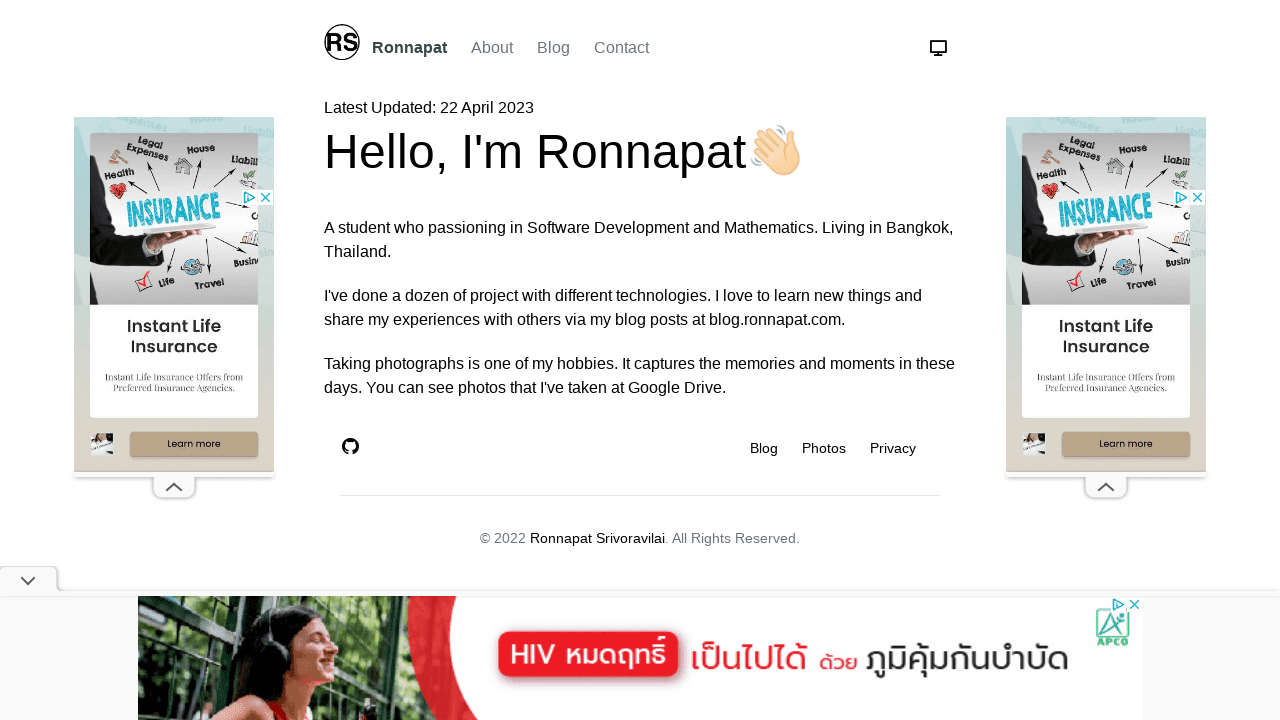 RS Ronnapat About Blog Contact
Latest Updated: 22 April 2023
Hello, I'm Ronnapat
A student who passioning in Software Development and Mathematics. Living in Bangkok,
Thailand.
I've done a dozen of project with different technologies. I love to learn new things and
share my experiences with others via my blog posts at blog.ronnapat.com.
Taking photographs is one of my hobbies. It captures the memories and moments in these
days. You can see photos that I've taken at Google Drive.
Blog Photos Privacy
© 2022 Ronnapat Srivoravilai. All Rights Reserved.
Legal
Expenses
House
Liabili
Health
INSURANCE
Life
Travel
Busin
Instant Life
Insurance
Instant Life Insurance Offers from
Preferred Insurance Agencies.
Learn more
Legal
Expenses
House
Liabili
Health
INSURANCE
Life
Travel
Busin
Instant Life
Insurance
Instant Life Insurance Offers from
Preferred Insurance Agencies.
Learn more
HIV หมดฤทธิ์ เป็นไปได้ ด้วย ภูมิคุ้มกันบำบัด
APCO